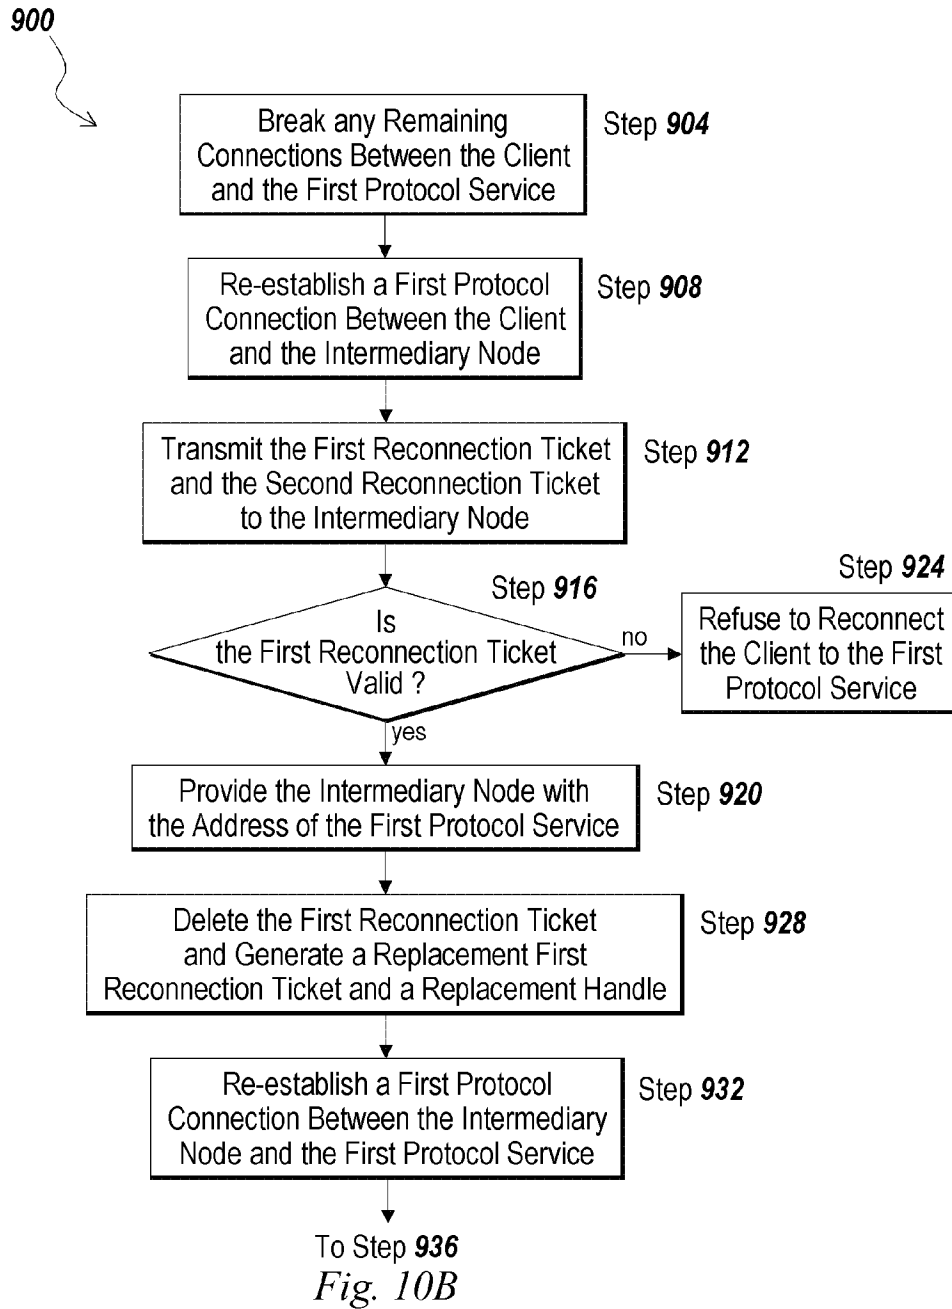 900
Break any Remaining
Connections Between the Client
and the First Protocol Service
Step 904
Re-establish a First Protocol
Connection Between the Client
and the Intermediary Node
Step 908
Transmit the First Reconnection Ticket
and the Second Reconnection Ticket
to the Intermediary Node
Step 912
Step 916
Is
the First Reconnection Ticket
Valid ?
no
Step 924
Refuse to Reconnect
the Client to the First
Protocol Service
yes
Provide the Intermediary Node with
the Address of the First Protocol Service
Step 920
Delete the First Reconnection Ticket
and Generate a Replacement First
Reconnection Ticket and a Replacement Handle
Step 928
Re-establish a First Protocol
Connection Between the Intermediary
Node and the First Protocol Service
Step 932
To Step 936
Fig. 10B